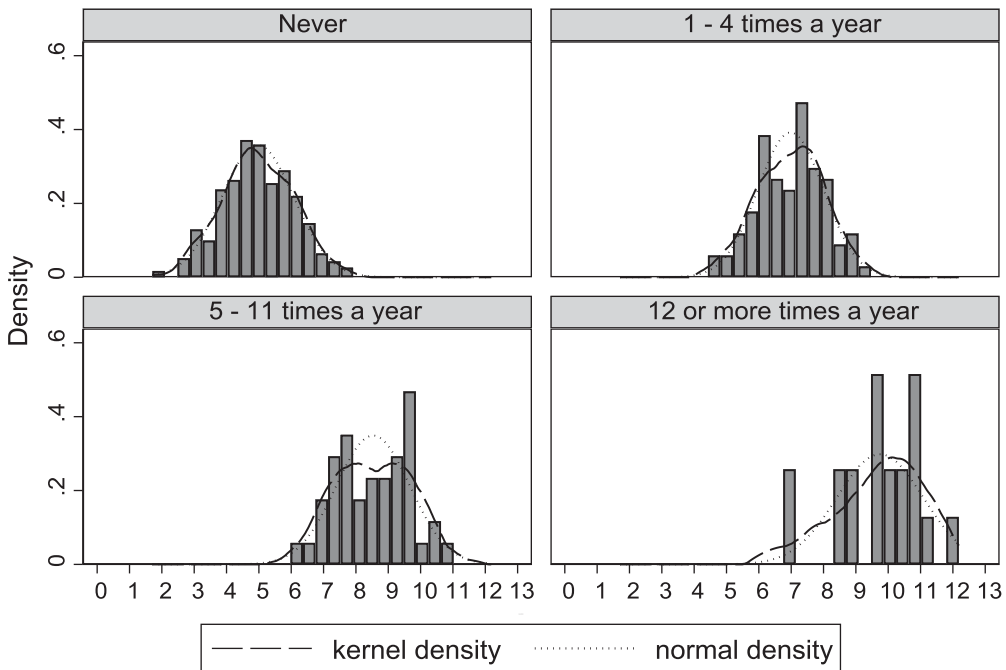 Never
1 - 4 times a year
.6
.4
.2
0
Density
5 - 11 times a year
12 or more times a year
.6
.4
.2
0
0 1 2 3 4 5 6 7 8 9 10 11 12 13
0 1 2 3 4 5 6 7 8 9 10 11 12 13
kernel density
normal density